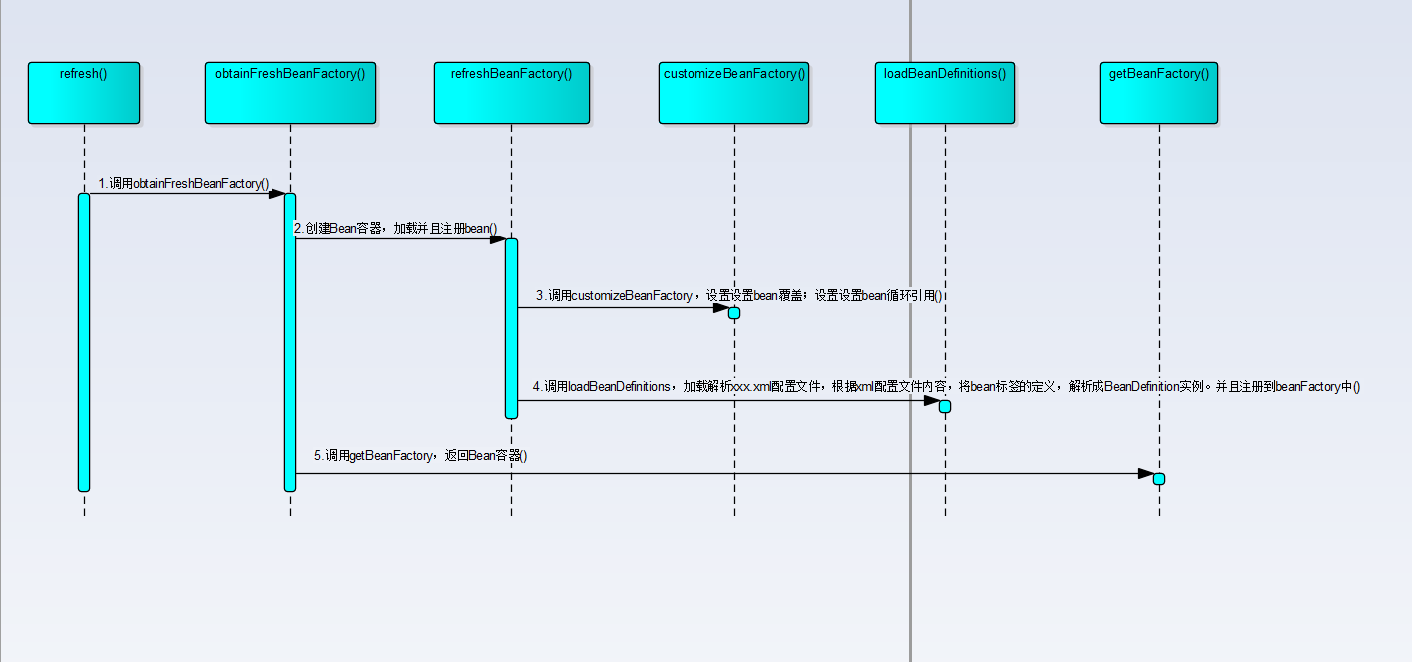 refresh()
obtainFreshBeanFactory()
refreshBeanFactory()
customizeBeanFactory()
loadBeanDefinitions()
getBeanFactory()
1.调用obtainFreshBeanFactory()
2.创建Bean容器，加载并且注册bean()
3.调用customizeBeanFactory，设置设置bean覆盖；设置设置bean循环引用()
4.调用loadBeanDefinitions，加载解析xxx.xml配置文件，根据xml配置文件内容，将bean标签的定义，解析成BeanDefinition实例。并且注册到beanFactory中()
5.调用getBeanFactory，返回Bean容器()